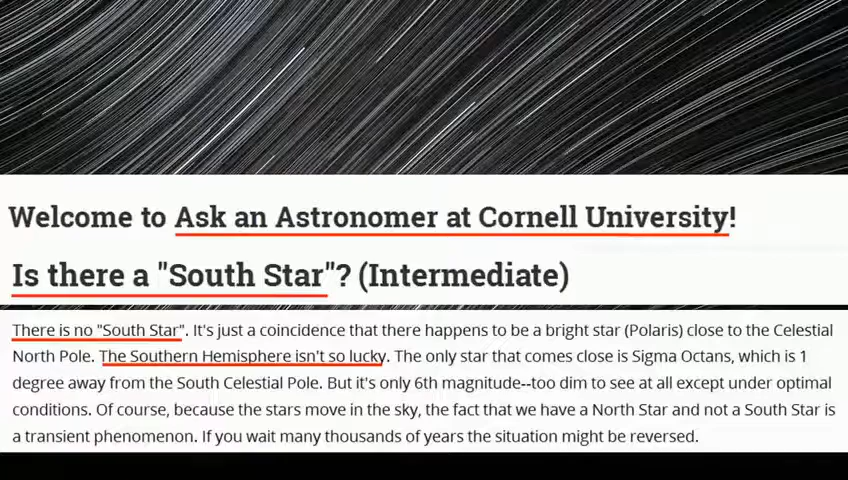 Welcome to Ask an Astronomer at Cornell University!
Is there a "South Star"? (Intermediate)
There is no "South Star". It's just a coincidence that there happens to be a bright star (Polaris) close to the Celestial
North Pole. The Southern Hemisphere isn't so lucky. The only star that comes close is Sigma Octans, which is 1
degree away from the South Celestial Pole. But it's only 6th magnitude--too dim to see at all except under optimal
conditions. Of course, because the stars move in the sky, the fact that we have a North Star and not a South Star is
a transient phenomenon. If you wait many thousands of years the situation might be reversed.